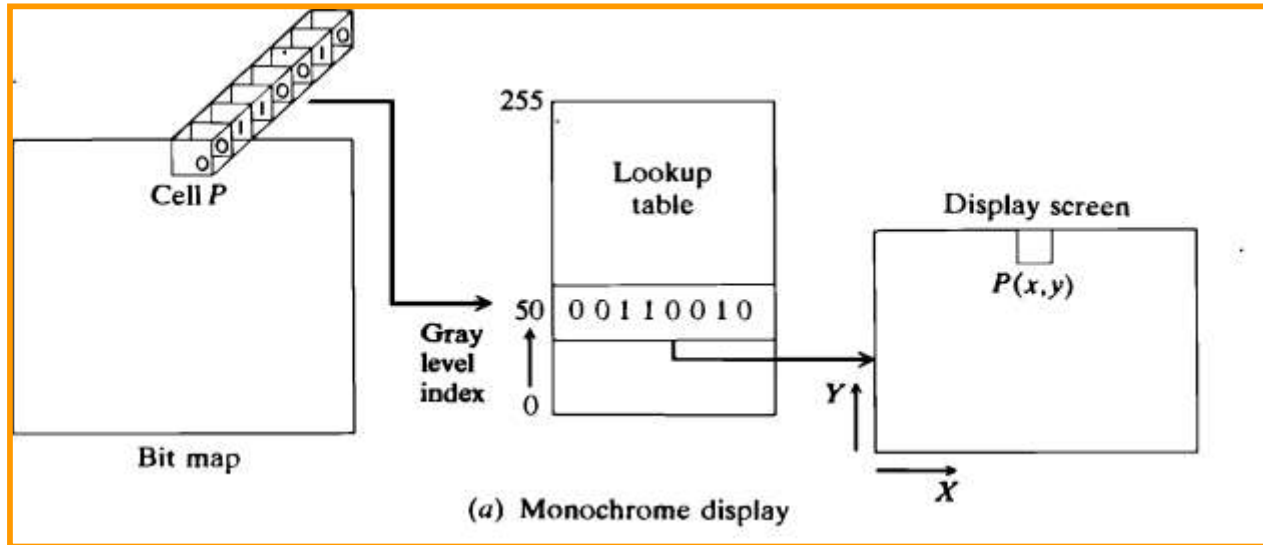 0 0 1 1 0 0 1 0
Cell P
Bit map
255
Lookup
table
50 0 0 1 1 0 0 1 0
Gray
level
index
0
Display screen
P(x,y)
Y
X
(a) Monochrome display